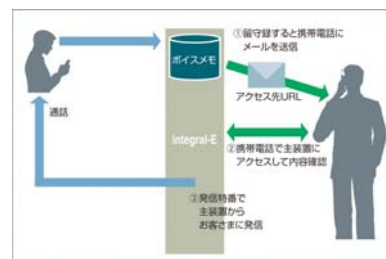 ①留守録すると携帯電話に
メールを送信
ボイスメモ
アクセス先URL
通話
Integral-E
②携帯電話で主装置に
アクセスして内容確認
③発信特番で
主装置から
お客さまに発信